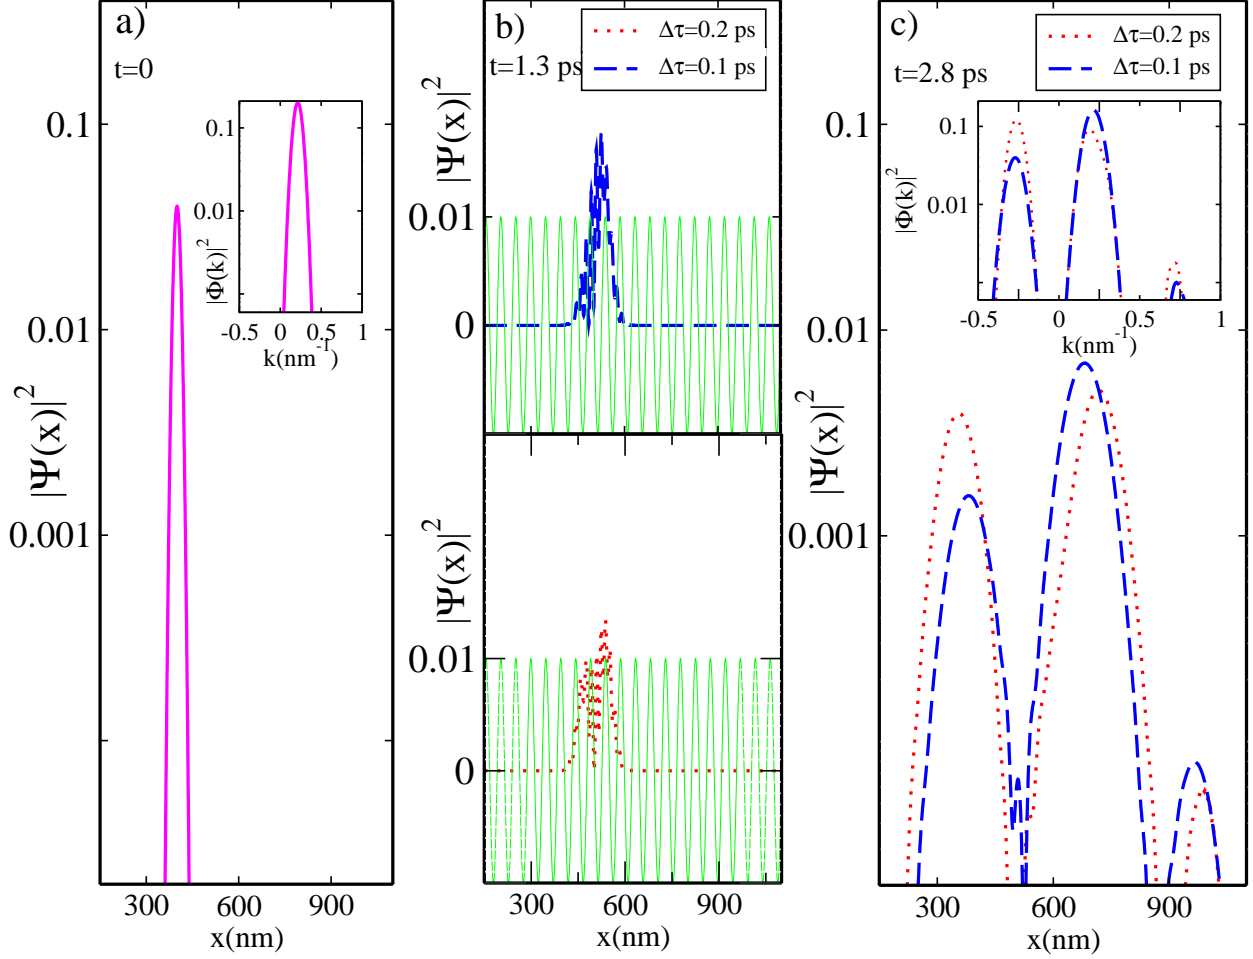 a)
t=0
0.1
0.01
0.001
|Ψ(x)|²
300 600 900
x(nm)
0.1
0.01
|Φ(k)|²
-0.5 0 0.5 1
k(nm⁻¹)
b)
Δτ=0.2 ps
Δτ=0.1 ps
t=1.3 ps
|Ψ(x)|²
0.01
0
|Ψ(x)|²
0.01
0
300 600 900
x(nm)
c)
Δτ=0.2 ps
Δτ=0.1 ps
t=2.8 ps
0.1
0.01
0.001
|Ψ(x)|²
0.1
0.01
|Φ(k)|²
-0.5 0 0.5 1
k(nm⁻¹)
300 600 900
x(nm)